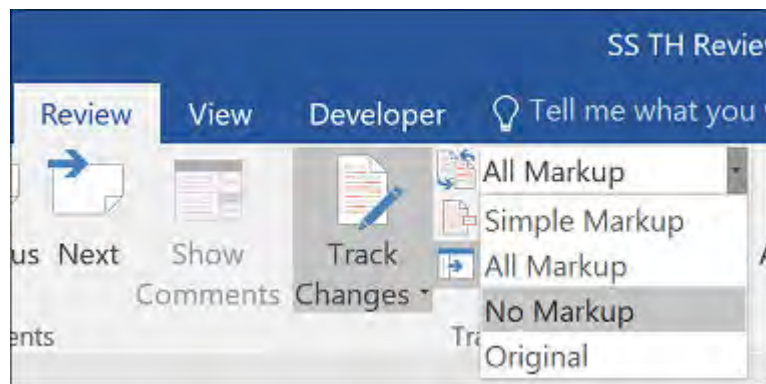 SS TH Revie
Review View Developer Tell me what you
us Next
Show Comments
Track Changes
All Markup
Simple Markup
All Markup
No Markup
Original
ents
Tra